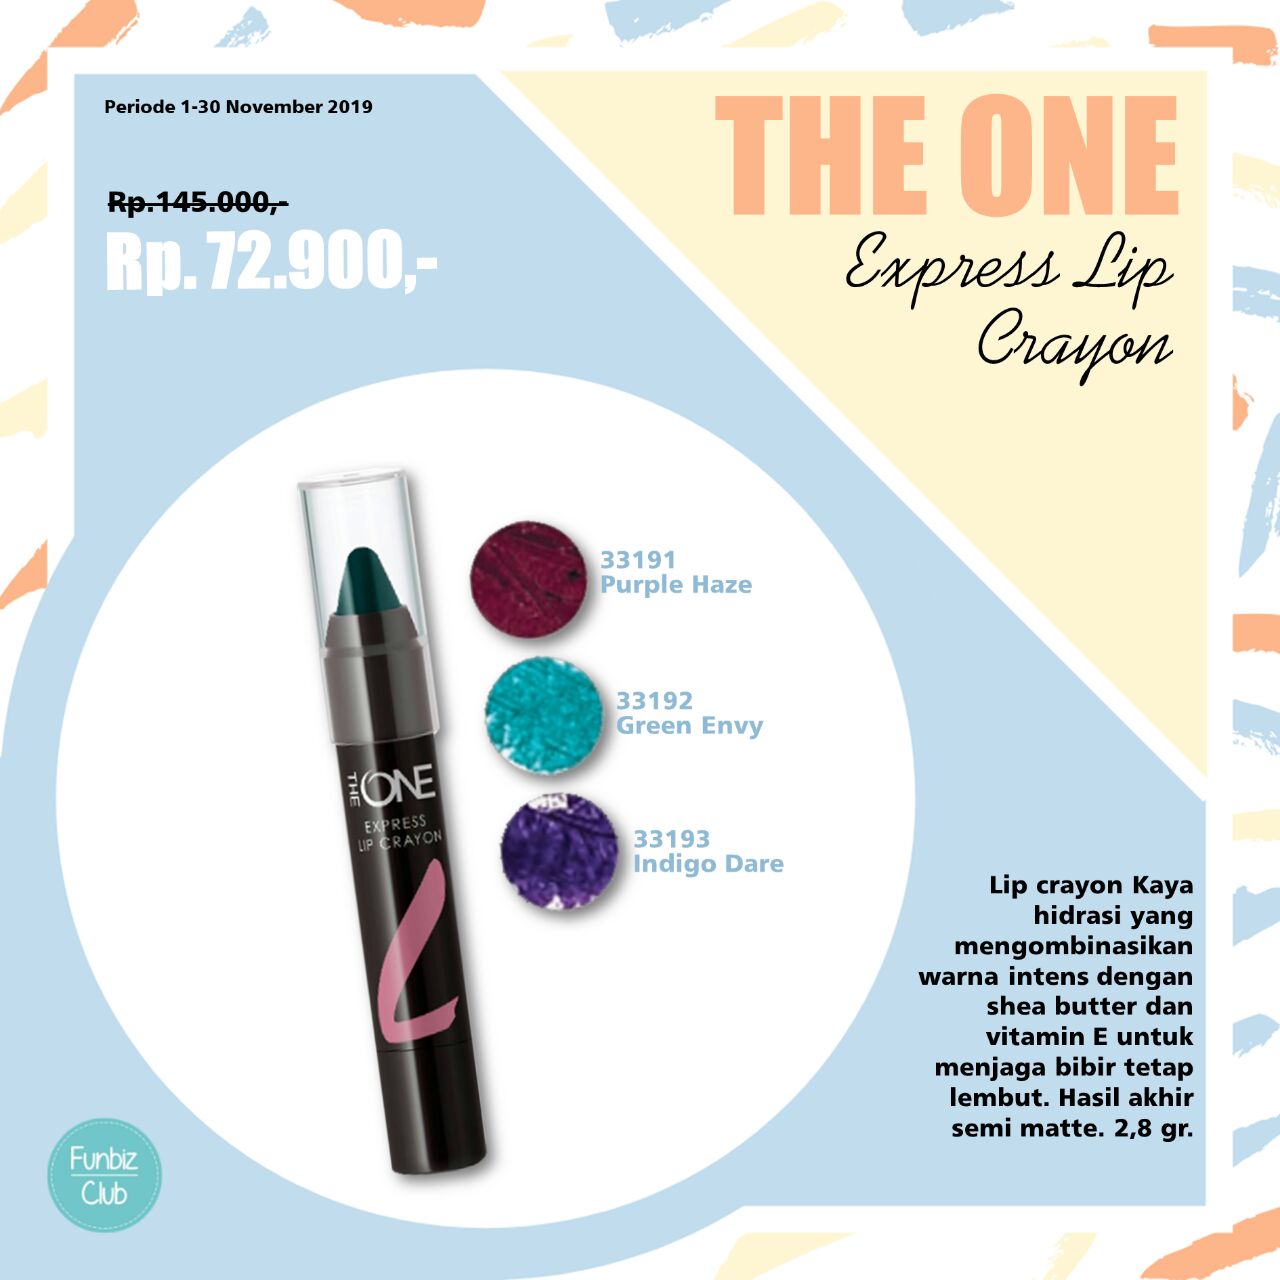 Periode 1-30 November 2019
Rp.145.000,-
Rp. 72.900,-
THE ONE
Express Lip
Crayon
THE ONE
EXPRESS
LIP CRAYON
33191
Purple Haze
33192
Green Envy
33193
Indigo Dare
Lip crayon Kaya
hidrasi yang
mengombinasikan
warna intens dengan
shea butter dan
vitamin E untuk
menjaga bibir tetap
lembut. Hasil akhir
semi matte. 2,8 gr.
Funbiz
Club